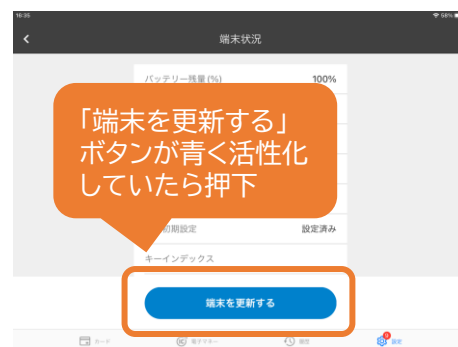 16:35
58%
端末状況
バッテリー残量(%) 100%
「端末を更新する」
ボタンが青く活性化
していたら押下
初期設定 設定済み
キーインデックス
端末を更新する
カード 電子マネー 履歴 設定